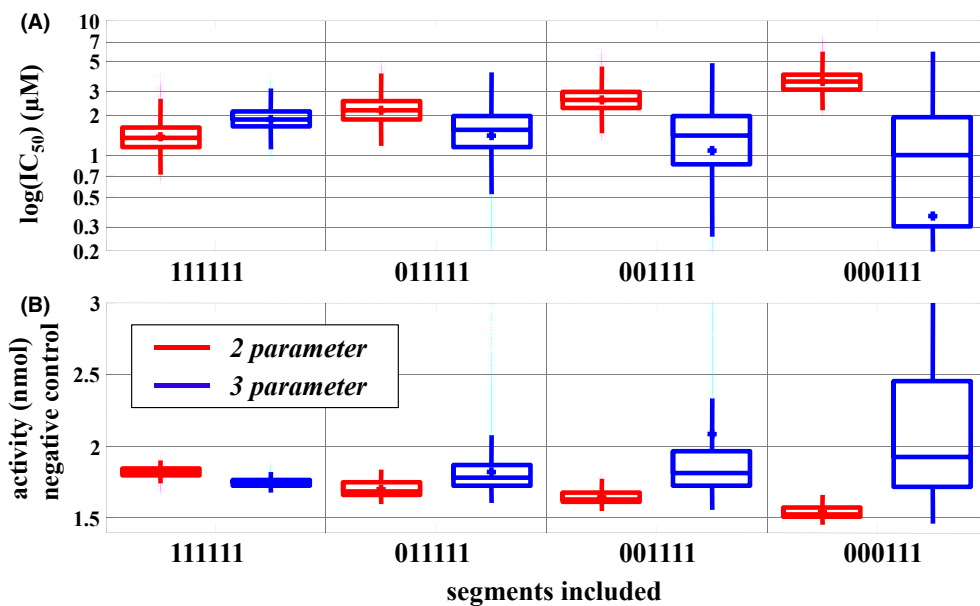 (A)
log(IC50) (µM)
10
7
5
3
2
1
0.7
0.5
0.3
0.2
111111 011111 001111 000111
(B)
activity (nmol)
negative control
3
2.5
2
1.5
2 parameter
3 parameter
111111 011111 001111 000111
segments included